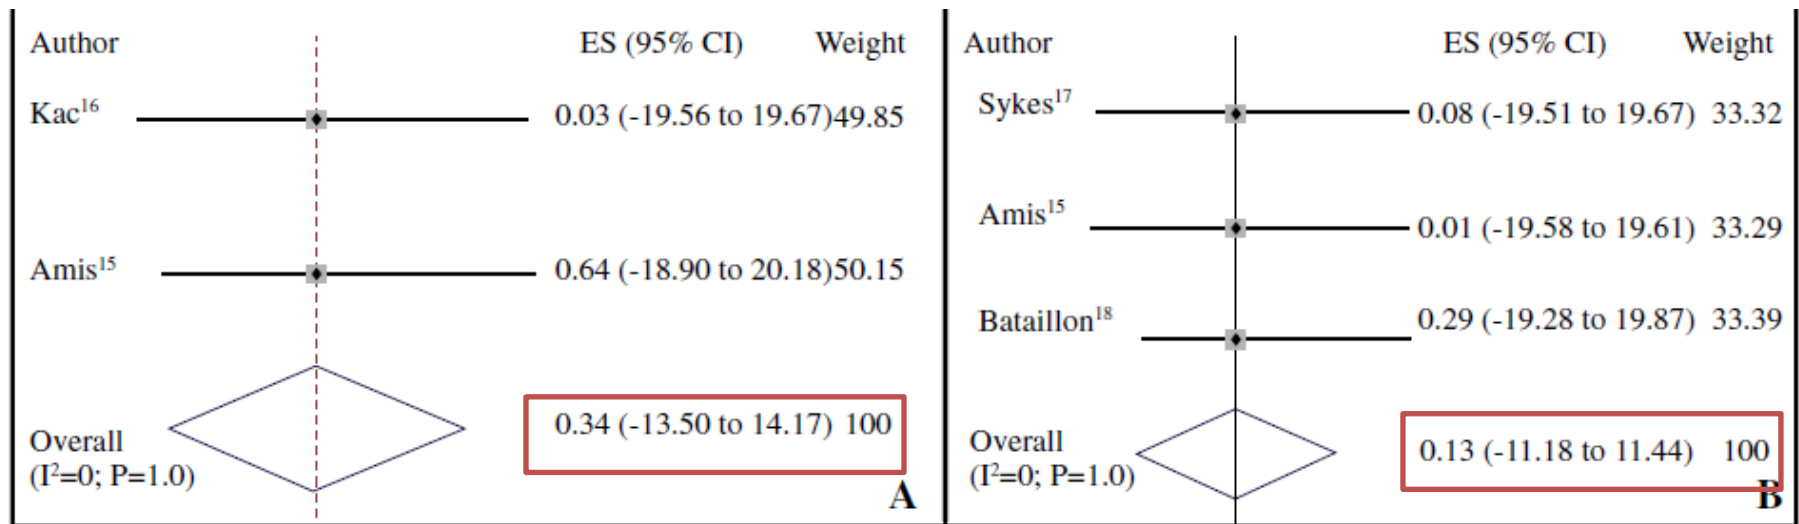 Author ES (95% CI) Weight
Kac16 0.03 (-19.56 to 19.67)49.85
Amis15 0.64 (-18.90 to 20.18)50.15
Overall 0.34 (-13.50 to 14.17) 100
(I2=0; P=1.0)
A
Author ES (95% CI) Weight
Sykes17 0.08 (-19.51 to 19.67) 33.32
Amis15 0.01 (-19.58 to 19.61) 33.29
Bataillon18 0.29 (-19.28 to 19.87) 33.39
Overall 0.13 (-11.18 to 11.44) 100
(I2=0; P=1.0)
B